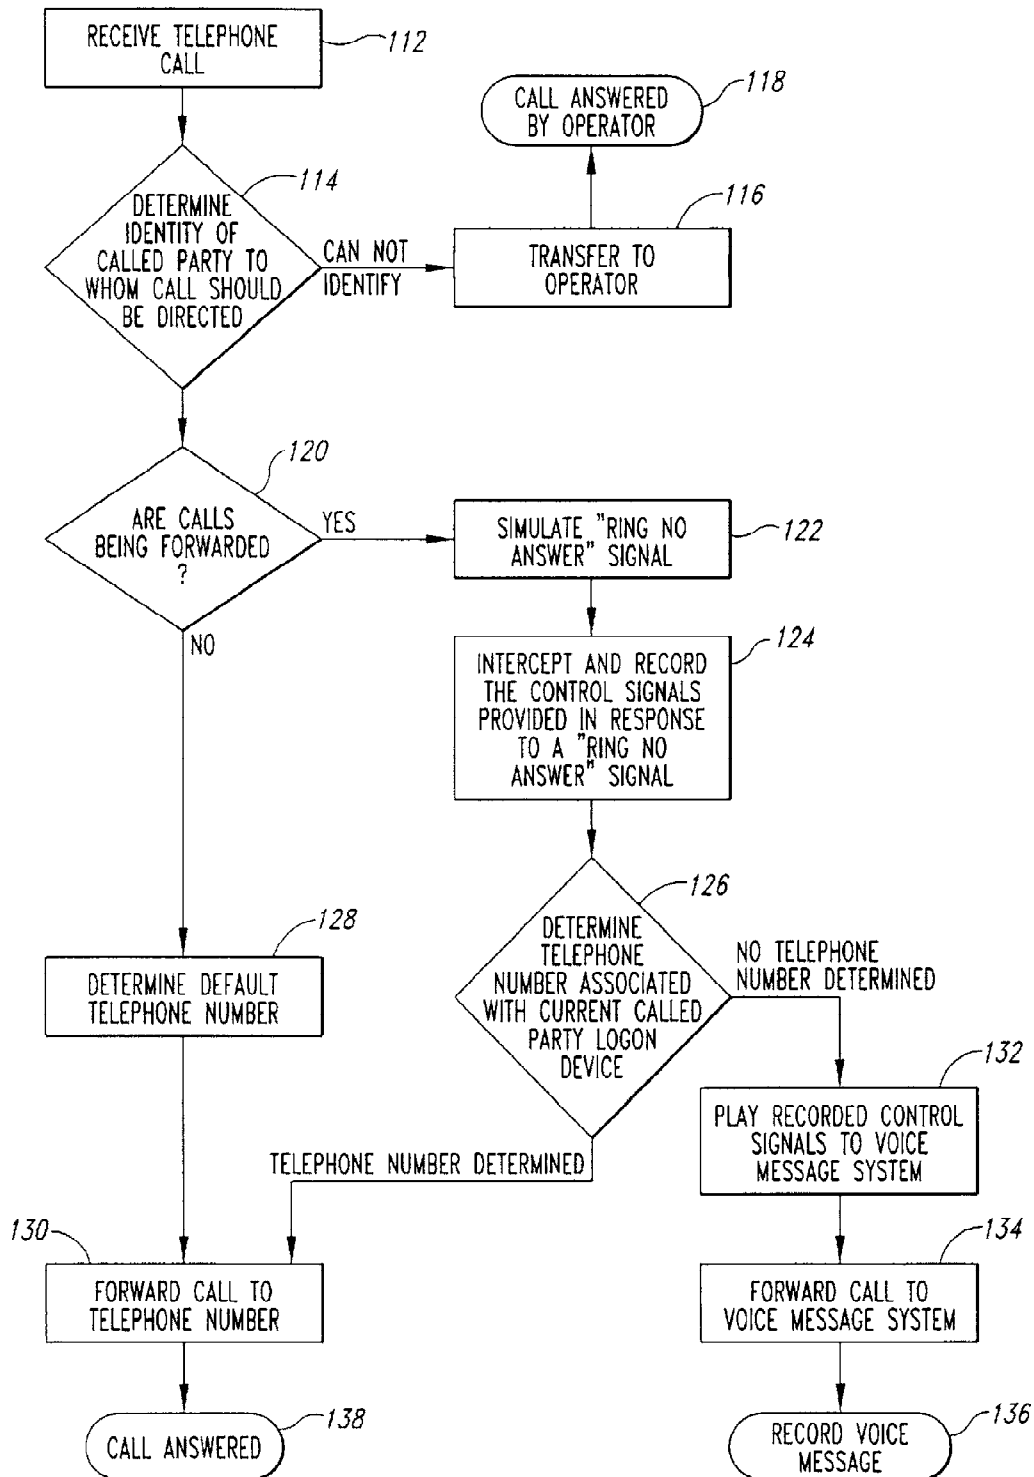 RECEIVE TELEPHONE
CALL
112
CALL ANSWERED
BY OPERATOR
118
DETERMINE
IDENTITY OF
CALLED PARTY TO
WHOM CALL SHOULD
BE DIRECTED
114
CAN NOT
IDENTIFY
TRANSFER TO
OPERATOR
116
ARE CALLS
BEING FORWARDED
?
120
YES
NO
SIMULATE "RING NO
ANSWER" SIGNAL
122
INTERCEPT AND RECORD
THE CONTROL SIGNALS
PROVIDED IN RESPONSE
TO A "RING NO
ANSWER" SIGNAL
124
DETERMINE
TELEPHONE
NUMBER ASSOCIATED
WITH CURRENT CALLED
PARTY LOGON
DEVICE
126
NO TELEPHONE
NUMBER DETERMINED
DETERMINE DEFAULT
TELEPHONE NUMBER
128
TELEPHONE NUMBER DETERMINED
PLAY RECORDED CONTROL
SIGNALS TO VOICE
MESSAGE SYSTEM
132
130
FORWARD CALL TO
TELEPHONE NUMBER
FORWARD CALL TO
VOICE MESSAGE SYSTEM
134
CALL ANSWERED
138
RECORD VOICE
MESSAGE
136